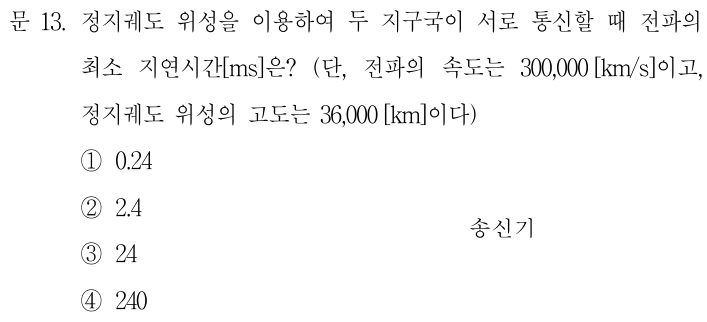 문 13. 정지궤도 위성을 이용하여 두 지구국이 서로 통신할 때 전파의
최소 지연시간[ms]은? (단, 전파의 속도는 300,000 [km/s]이고,
정지궤도 위성의 고도는 36,000 [km]이다)
① 0.24
② 2.4
③ 24
④ 240
송신기